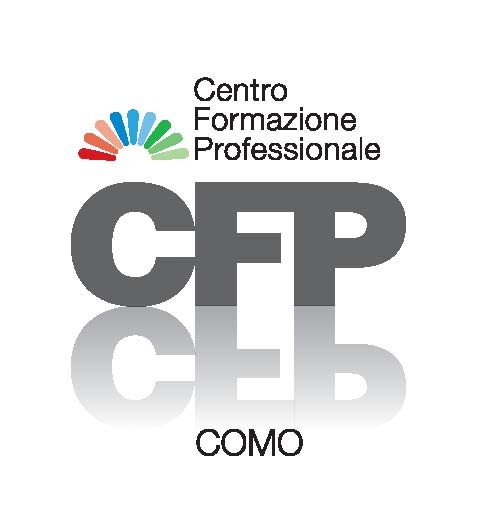 Centro
Formazione
Professionale
CFP
COMO